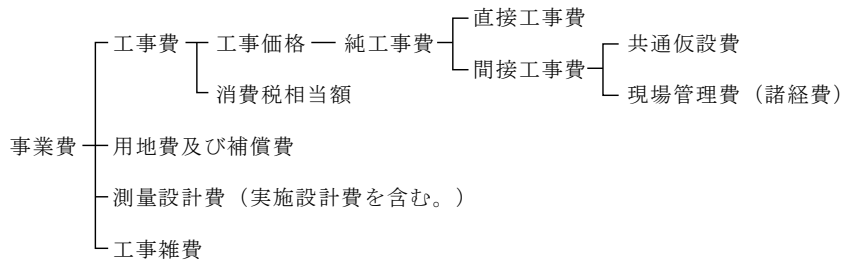 直接工事費
工事費 工事価格 純工事費
共通仮設費
間接工事費
消費税相当額
現場管理費（諸経費）
事業費 用地費及び補償費
測量設計費（実施設計費を含む。）
工事雑費